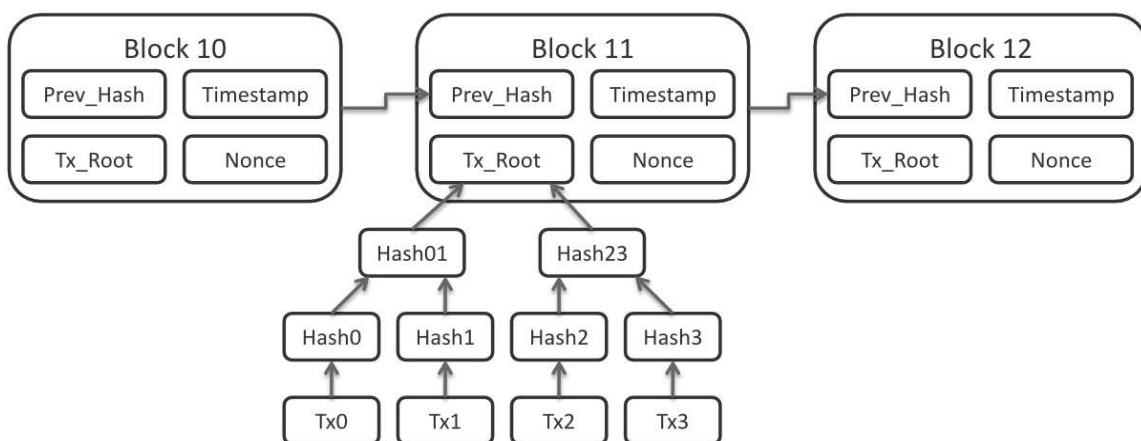 Block 10
Block 11
Block 12
Prev_Hash
Timestamp
Prev_Hash
Timestamp
Prev_Hash
Timestamp
Tx_Root
Nonce
Tx_Root
Nonce
Tx_Root
Nonce
Hash01
Hash23
Hash0
Hash1
Hash2
Hash3
Tx0
Tx1
Tx2
Tx3